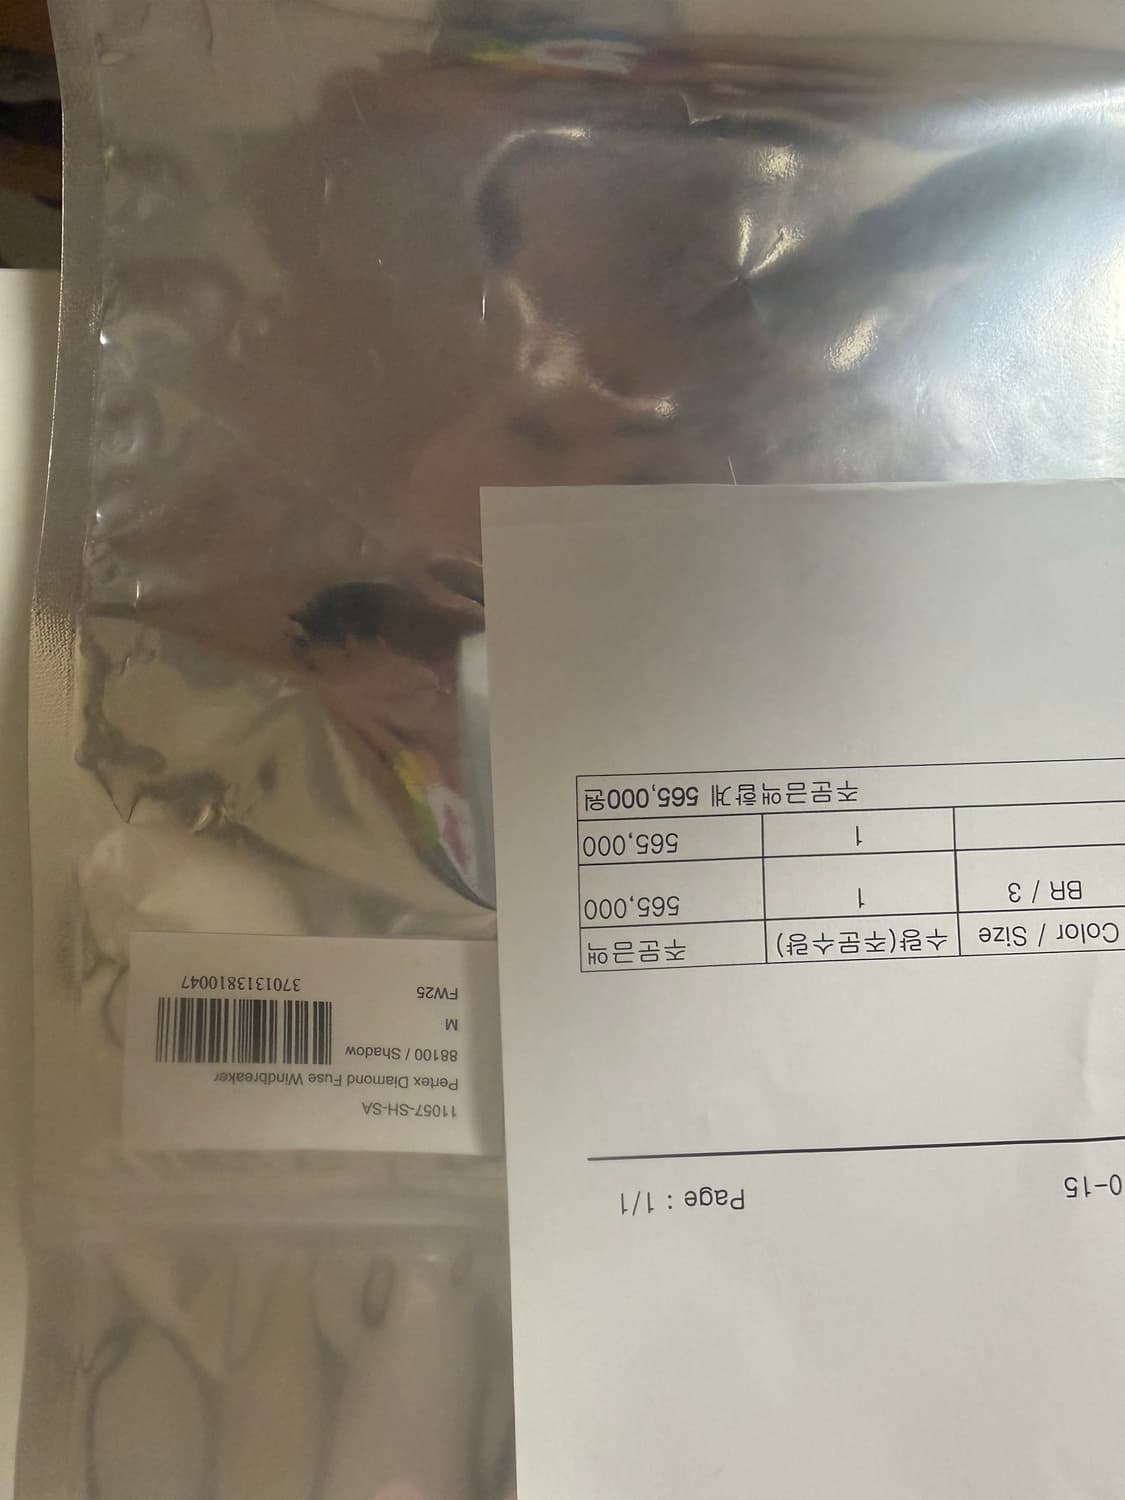 0-15
Page : 1/1
Color / Size 수량(주문수량) 주문금액
BR / 3 1 565,000
1 565,000
주문금액합계 565,000원
11057-SH-SA
Pertex Diamond Fuse Windbreaker
88100 / Shadow
M
FW25
3701313810047